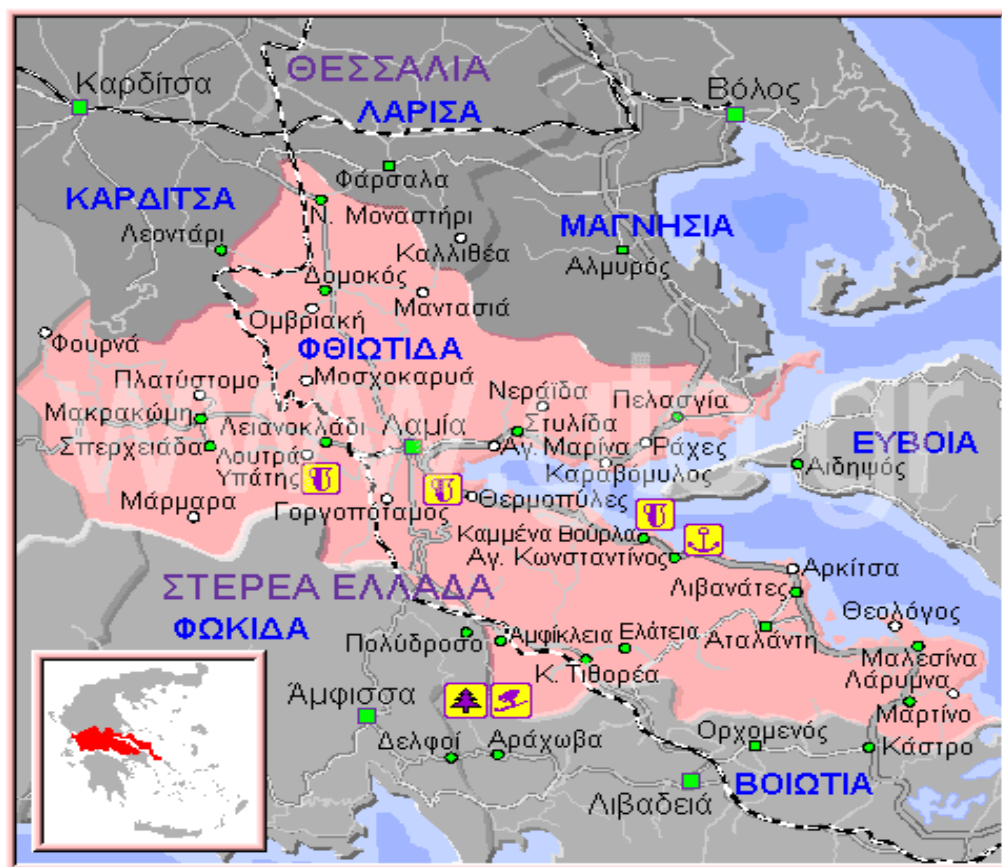 ΘΕΣΣΑΛΙΑ
Καρδίτσα
Βόλος
ΛΑΡΙΣΑ
Φάρσαλα
ΚΑΡΔΙΤΣΑ
Ν. Μοναστήρι
ΜΑΓΝΗΣΙΑ
Λεοντάρι
Καλλιθέα
Αλμυρός
Δομοκός
Μαντασιά
Ομβριακή
Φουρνά
ΦΘΙΩΤΙΔΑ
Πλατύστομο
Μοσχοκαρυά
Νεράϊδα
Πελασγία
Μακρακώμη
Λειανοκλάδι
Λαμία
Στυλίδα
ΕΥΒΟΙΑ
Σπερχειάδα
Λουτρά
Υπάτης
Αγ. Μαρίνα
Ράχες
Καραβόμυλος
Αιδηψός
Μάρμαρα
Γοργοπόταμος
Θερμοπύλες
Καμμένα Βούρλα
Αγ. Κωνσταντίνος
Αρκίτσα
ΣΤΕΡΕΑ ΕΛΛΑΔΑ
Λιβανάτες
Θεολόγος
ΦΩΚΙΔΑ
Πολύδροσο
Αμφίκλεια
Ελάτεια
Αταλάντη
Μαλεσίνα
Κ. Τιθορέα
Λάρυμνα
Άμφισσα
Μαρτίνο
Δελφοί
Αράχωβα
Ορχομενός
Κάστρο
Λιβαδειά
ΒΟΙΩΤΙΑ